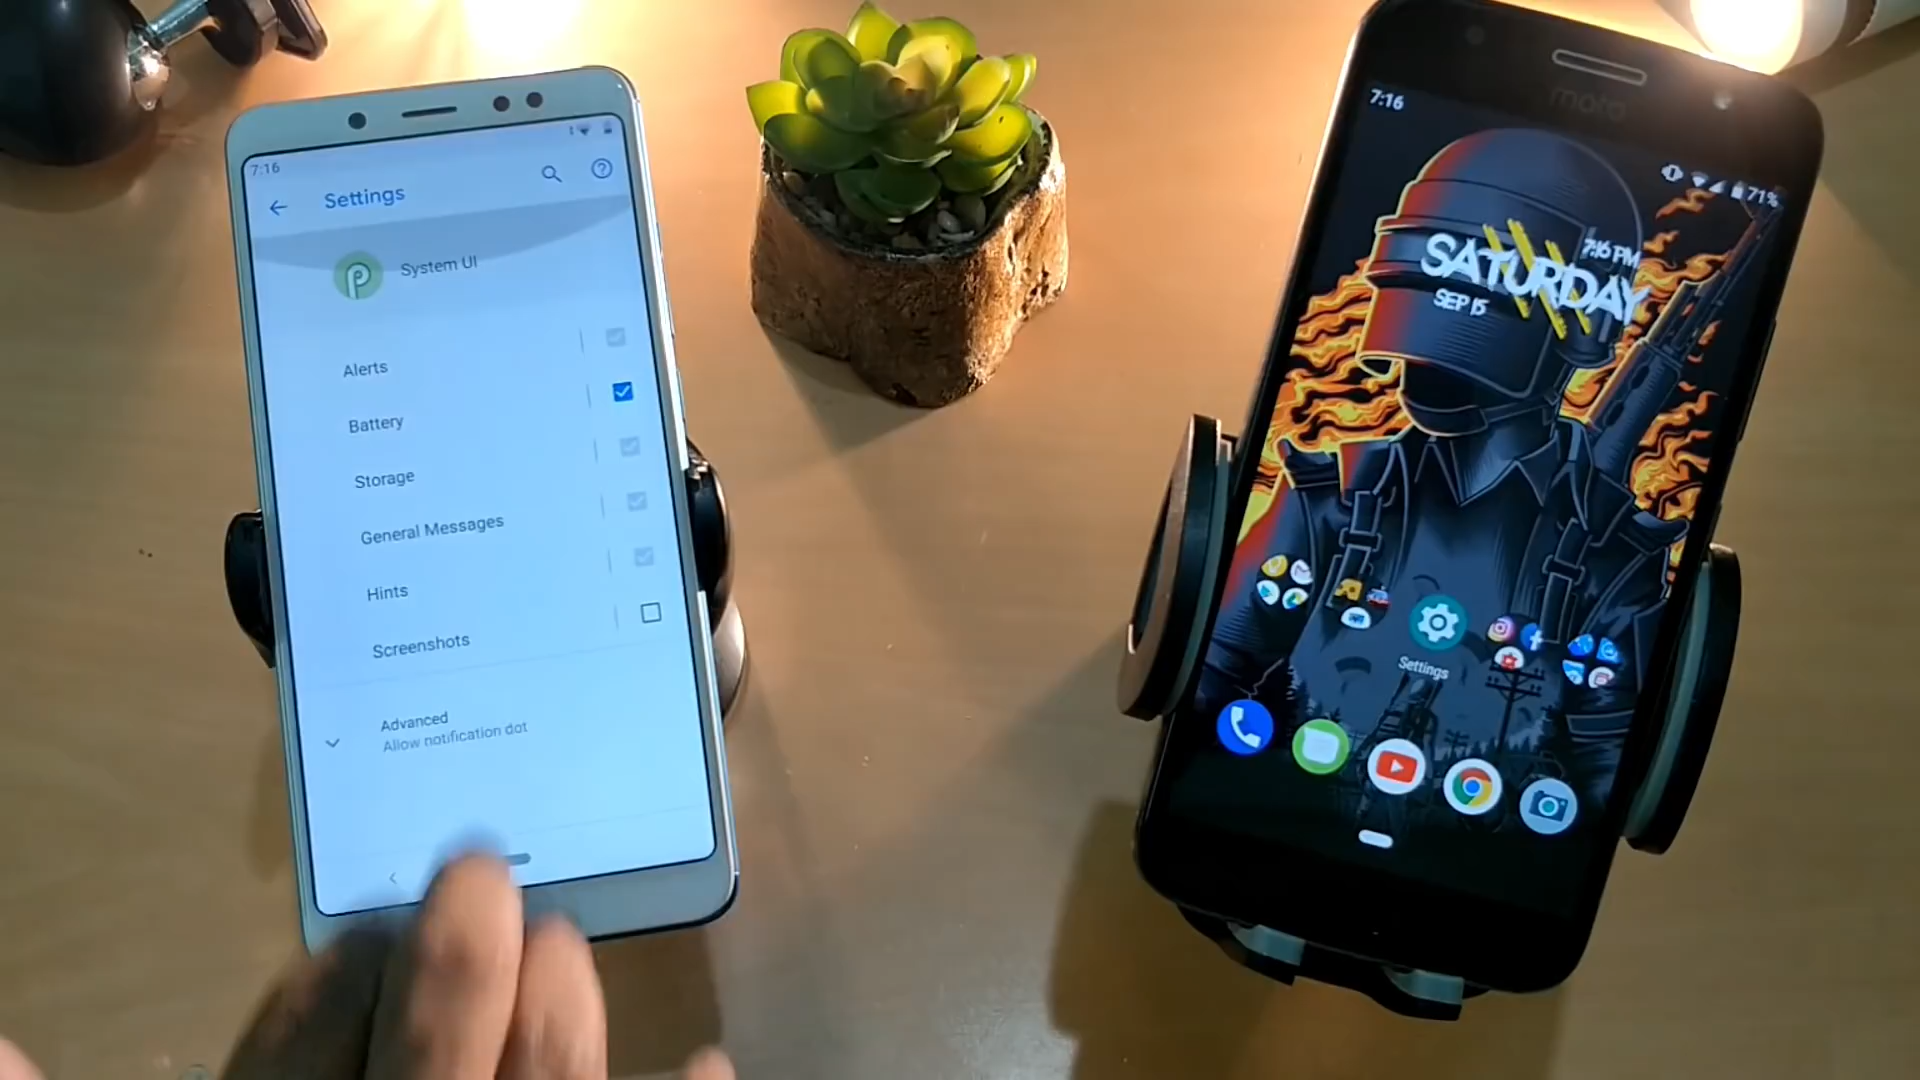 7:16
Settings
System UI
Alerts
Battery
Storage
General Messages
Hints
Screenshots
Advanced
Allow notification dot
moto
7:16
71%
7:16 PM
SATURDAY
SEP 15
Settings